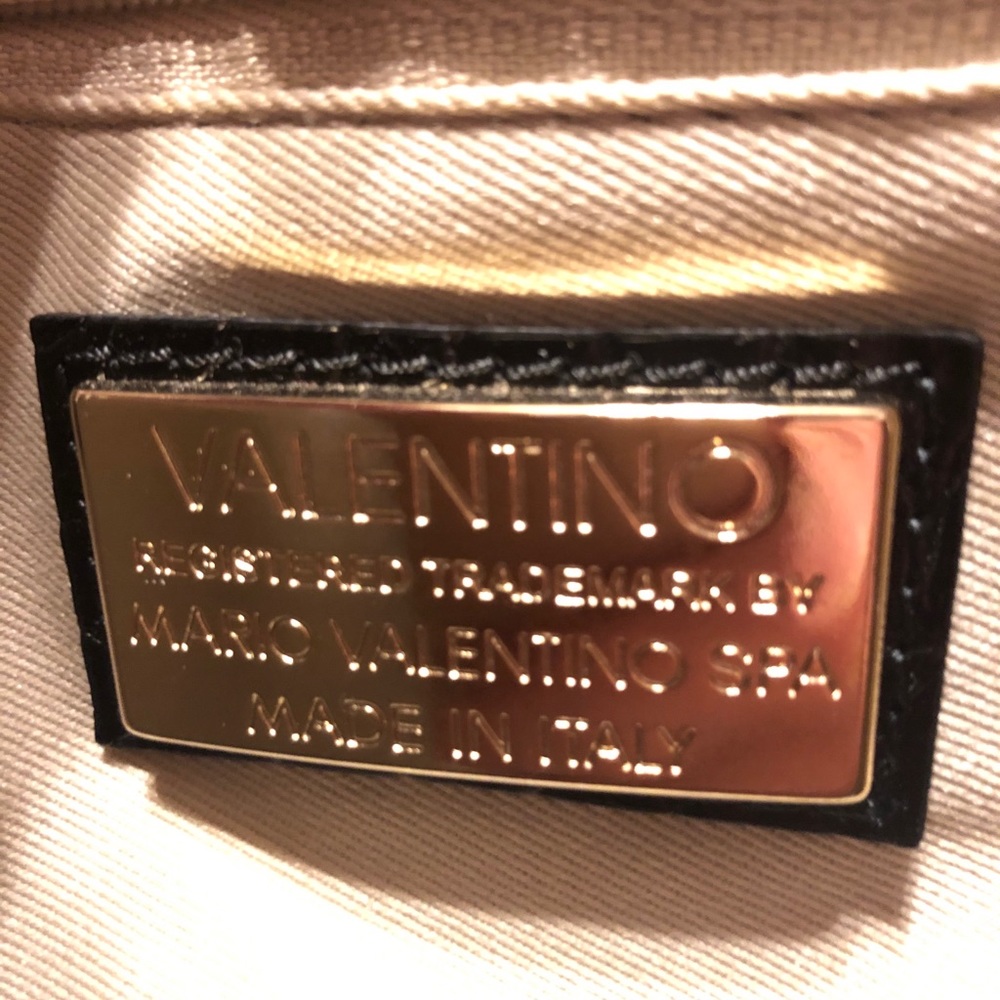 VALENTINO
REGISTERED TRADEMARK BY
MARIO VALENTINO SPA
MADE IN ITALY